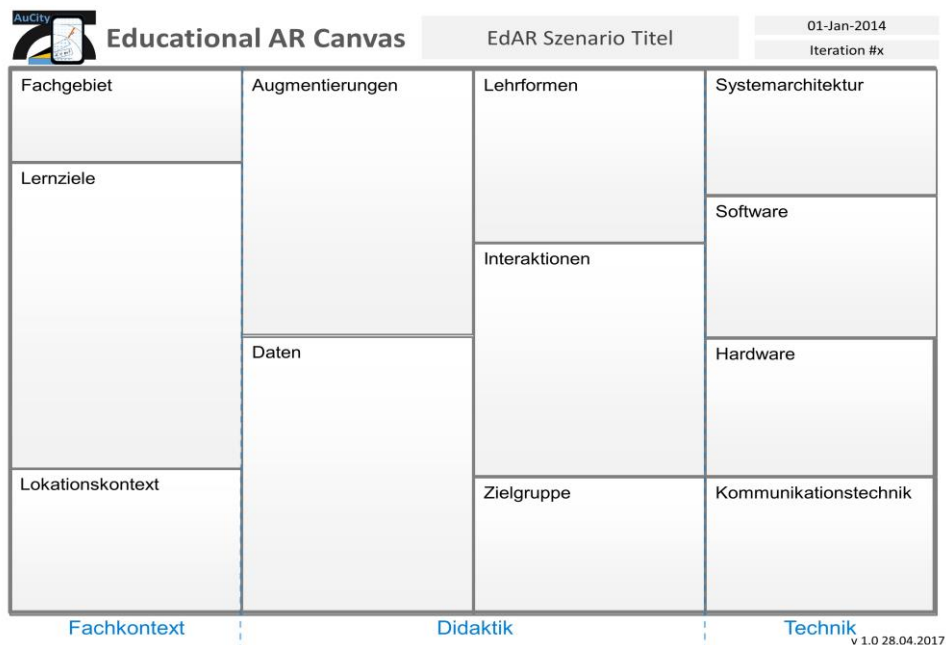 AuCity
Educational AR Canvas
EdAR Szenario Titel
01-Jan-2014
Iteration #x
Fachgebiet
Lernziele
Lokationskontext
Augmentierungen
Daten
Lehrformen
Interaktionen
Zielgruppe
Systemarchitektur
Software
Hardware
Kommunikationstechnik
Fachkontext
Didaktik
Technik
v 1.0 28.04.2017